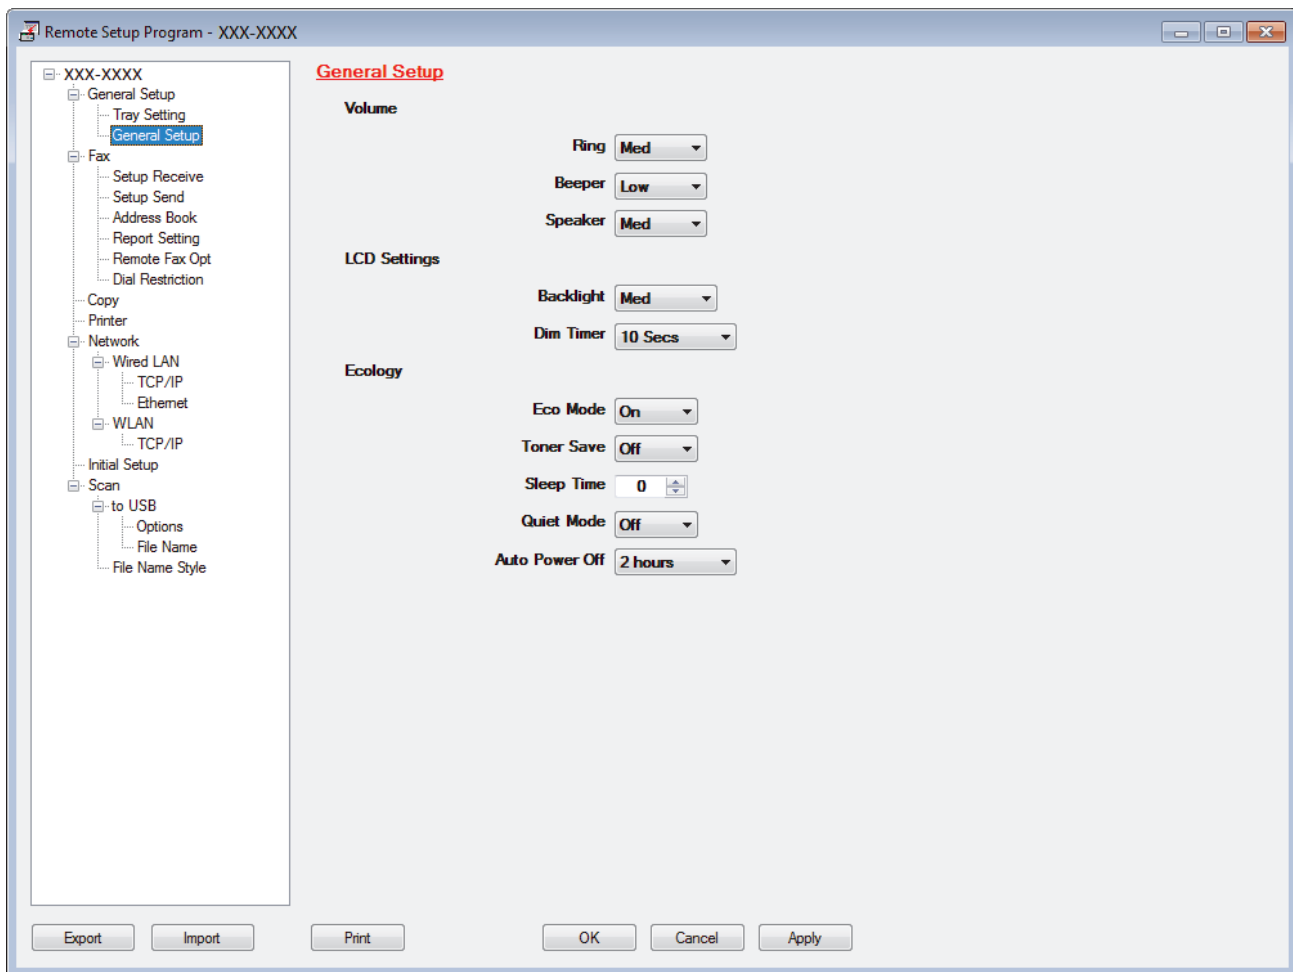 Remote Setup Program - XXX-XXXX
XXX-XXXX
General Setup
Tray Setting
General Setup
Fax
Setup Receive
Setup Send
Address Book
Report Setting
Remote Fax Opt
Dial Restriction
Copy
Printer
Network
Wired LAN
TCP/IP
Ethernet
WLAN
TCP/IP
Initial Setup
Scan
to USB
Options
File Name
File Name Style
General Setup
Volume
Ring Med
Beeper Low
Speaker Med
LCD Settings
Backlight Med
Dim Timer 10 Secs
Ecology
Eco Mode On
Toner Save Off
Sleep Time 0
Quiet Mode Off
Auto Power Off 2 hours
Export Import Print OK Cancel Apply